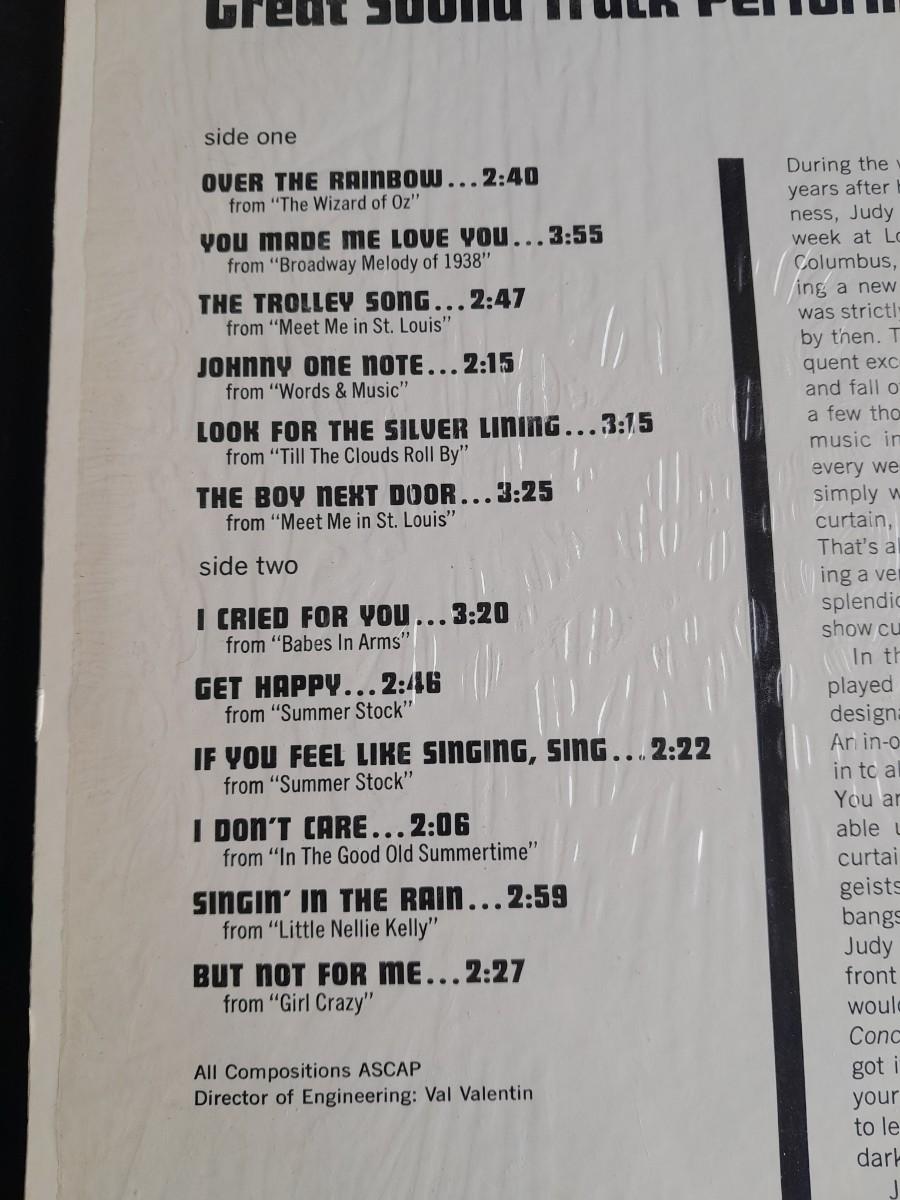 Great Sound Track
side one
OVER THE RAINBOW...2:40
from "The Wizard of Oz"
YOU MADE ME LOVE YOU...3:55
from "Broadway Melody of 1938"
THE TROLLEY SONG...2:47
from "Meet Me in St. Louis"
JOHNNY ONE NOTE...2:15
from "Words & Music"
LOOK FOR THE SILVER LINING...3:15
from "Till The Clouds Roll By"
THE BOY NEXT DOOR...3:25
from "Meet Me in St. Louis"
side two
I CRIED FOR YOU...3:20
from "Babes In Arms"
GET HAPPY...2:46
from "Summer Stock"
IF YOU FEEL LIKE SINGING, SING...2:22
from "Summer Stock"
I DON'T CARE...2:06
from "In The Good Old Summertime"
SINGIN' IN THE RAIN...2:59
from "Little Nellie Kelly"
BUT NOT FOR ME...2:27
from "Girl Crazy"
All Compositions ASCAP
Director of Engineering: Val Valentin
During the
years after
ness, Judy
week at
Columbus,
ing a new
was
by then.
quent
and fall
a few
music
every
simply
curtain,
That's
ing a
show
In
played
An
in to
You
able
bangs
Judy
front
got
your
to